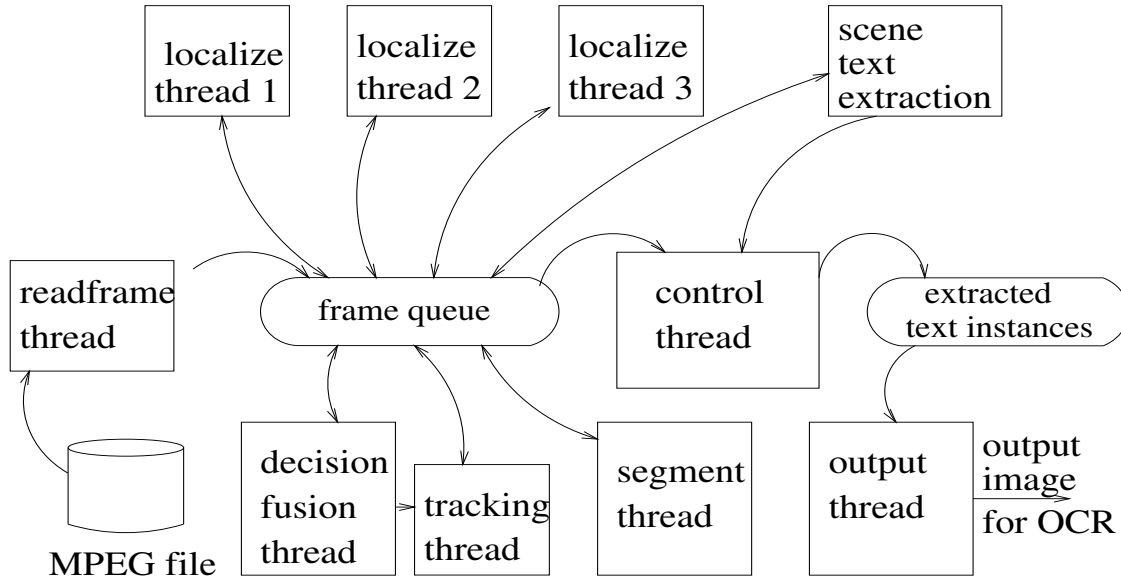 localize
thread 1
localize
thread 2
localize
thread 3
scene
text
extraction
readframe
thread
frame queue
control
thread
extracted
text instances
MPEG file
decision
fusion
thread
tracking
thread
segment
thread
output
thread
output
image
for OCR